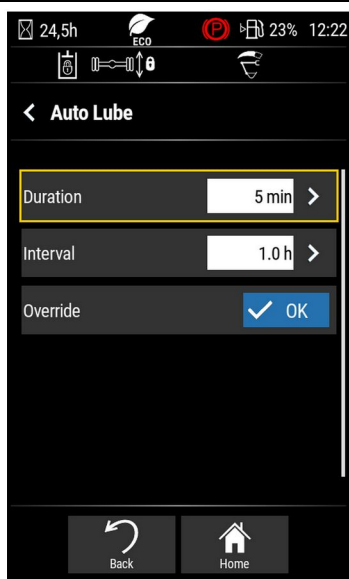 24,5h ECO P 23% 12:22
Auto Lube
Duration 5 min
Interval 1.0 h
Override OK
Back Home